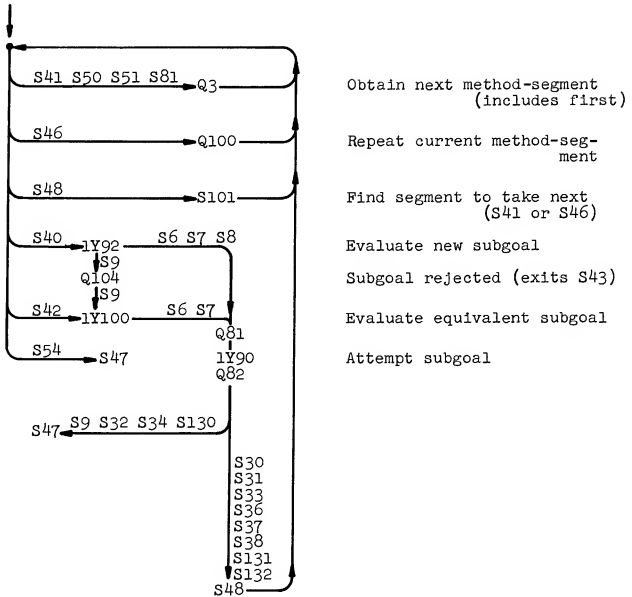 S41 S50 S51 S81 Q3 Obtain next method-segment
(includes first)
S46 Q100 Repeat current method-seg-
ment
S48 S101 Find segment to take next
(S41 or S46)
S40 1Y92 S6 S7 S8 Evaluate new subgoal
S9
Q104 Subgoal rejected (exits S43)
S9
S42 1Y100 S6 S7 Evaluate equivalent subgoal
Q81
S54 S47 1Y90 Attempt subgoal
Q82
S47 S9 S32 S34 S130
S30
S31
S33
S36
S37
S38
S131
S132
S48